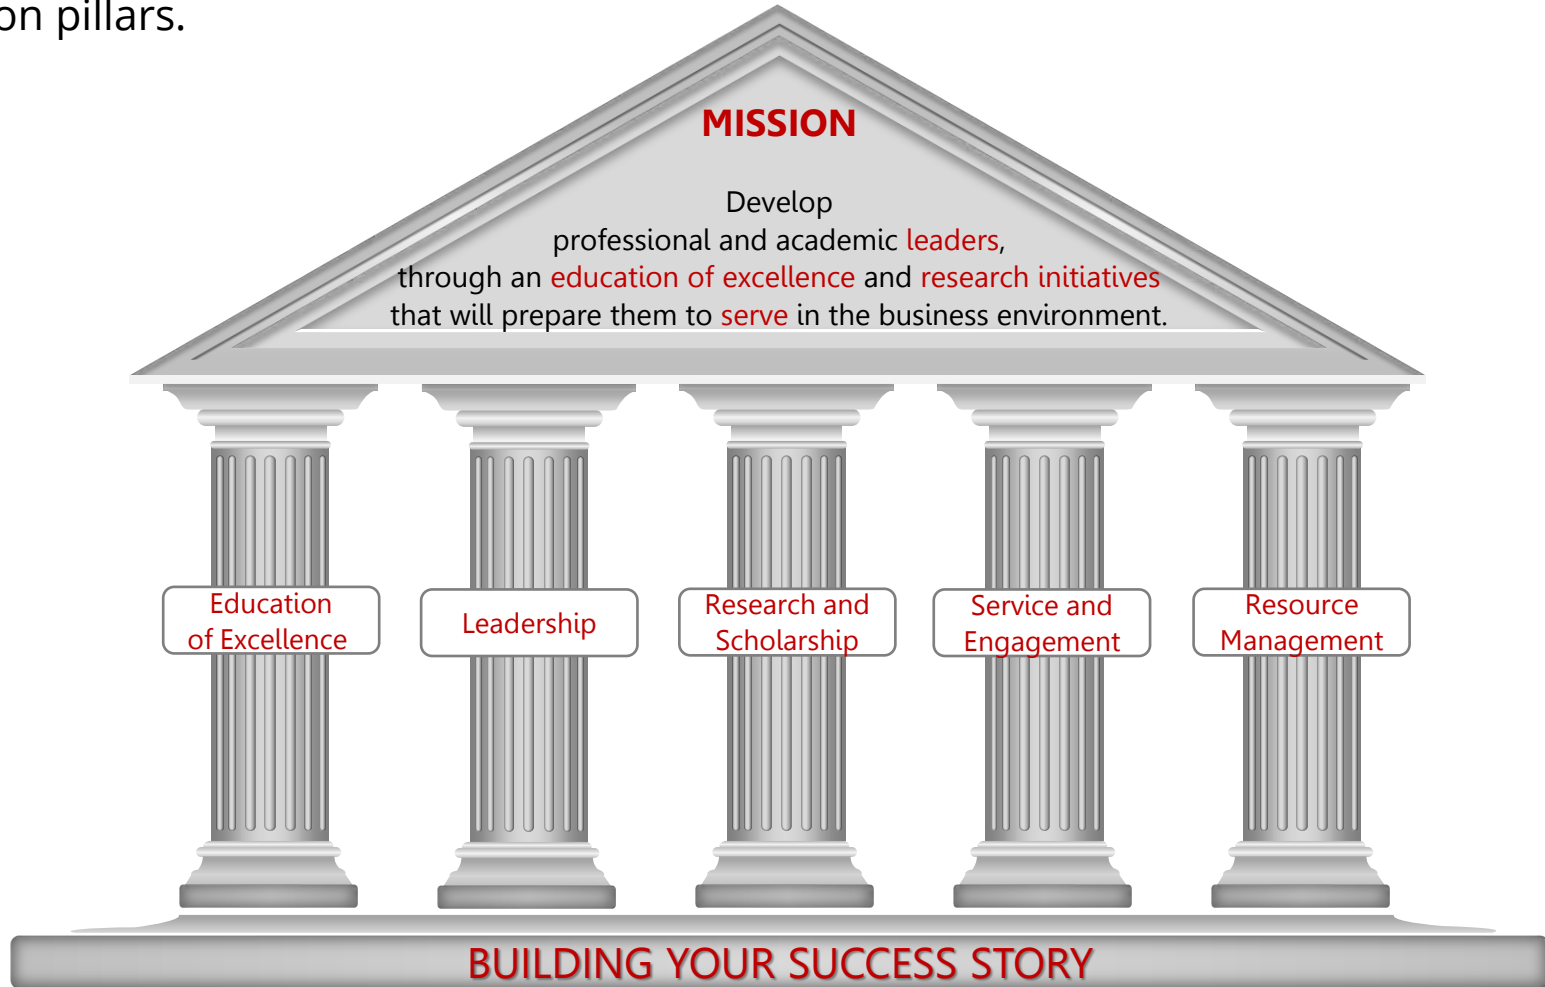 on pillars.
MISSION
Develop
professional and academic leaders,
through an education of excellence and research initiatives
that will prepare them to serve in the business environment.
Education
of Excellence
Leadership
Research and
Scholarship
Service and
Engagement
Resource
Management
BUILDING YOUR SUCCESS STORY